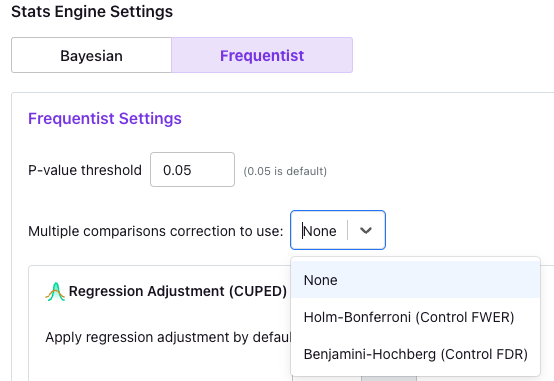 Stats Engine Settings
Bayesian
Frequentist
Frequentist Settings
P-value threshold 0.05 (0.05 is default)
Multiple comparisons correction to use: None
None
Holm-Bonferroni (Control FWER)
Benjamini-Hochberg (Control FDR)
Regression Adjustment (CUPED)
Apply regression adjustment by defau